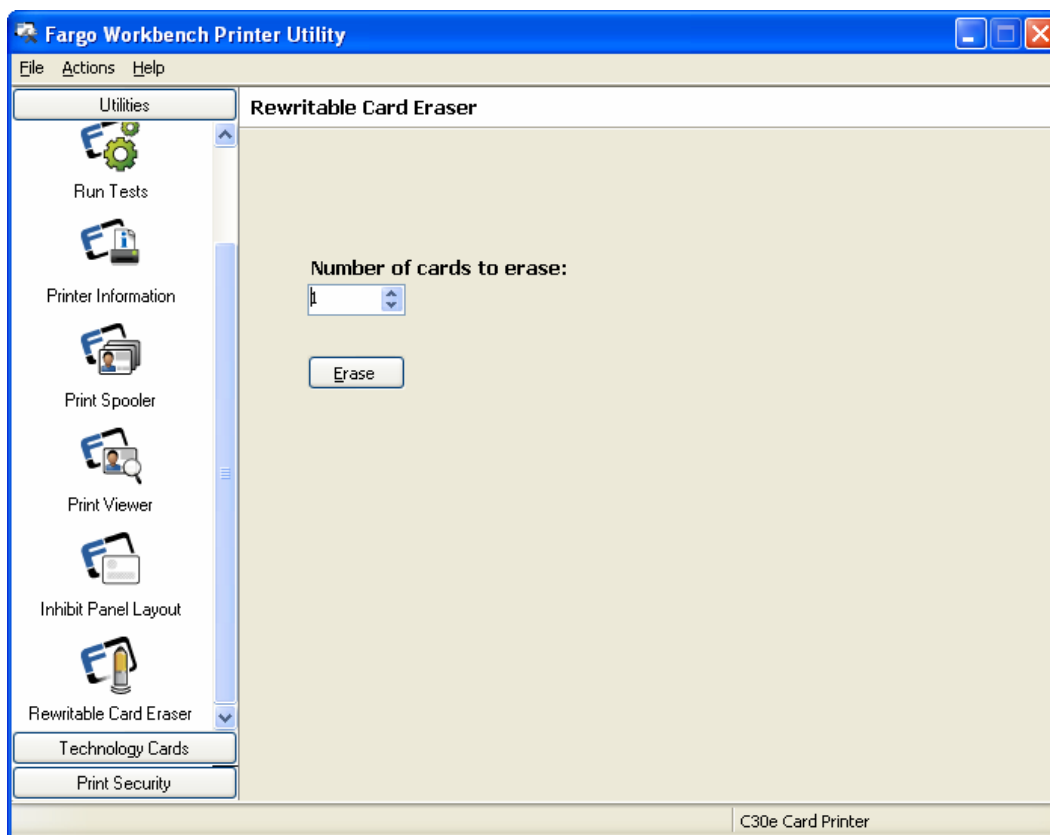 Fargo Workbench Printer Utility
File Actions Help
Utilities
Run Tests
Printer Information
Print Spooler
Print Viewer
Inhibit Panel Layout
Rewritable Card Eraser
Technology Cards
Print Security
Rewritable Card Eraser
Number of cards to erase:
1
Erase
C30e Card Printer